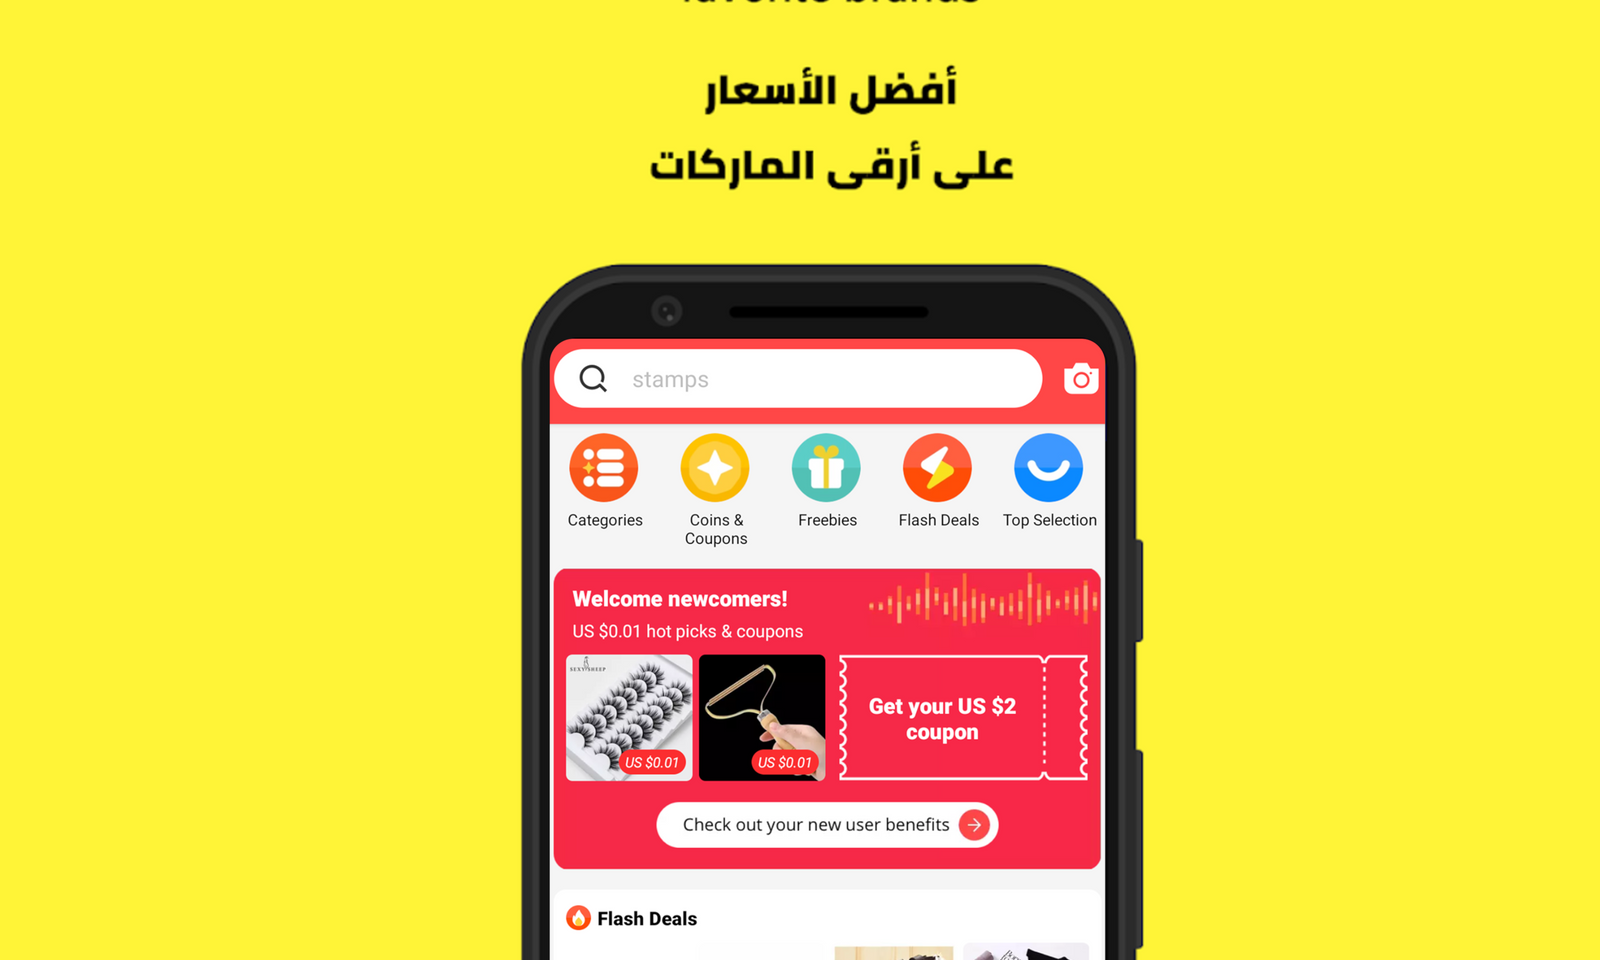 أفضل الأسعار
على أرقى الماركات
stamps
Categories
Coins &
Coupons
Freebies
Flash Deals
Top Selection
Welcome newcomers!
US $0.01 hot picks & coupons
SEXY SHEEP
US $0.01
US $0.01
Get your US $2
coupon
Check out your new user benefits
Flash Deals